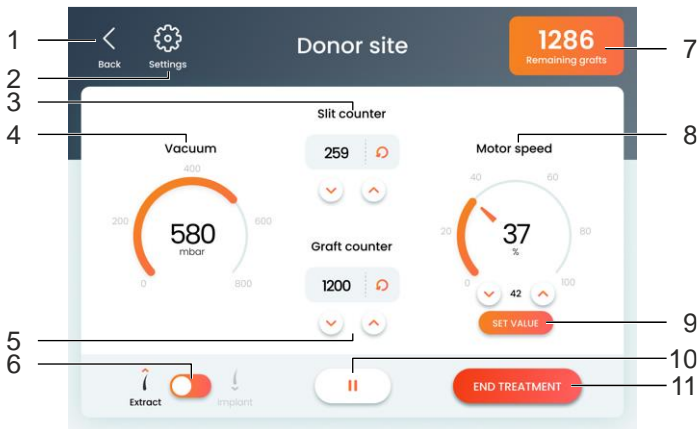 1
Back
2
Settings
Donor site
1286
Remaining grafts
7
3
Slit counter
259
4
Vacuum
0
200
400
600
800
580
mbar
8
Motor speed
0
20
40
60
80
100
37
%
42
SET VALUE
9
Graft counter
1200
5
6
Extract
Implant
10
END TREATMENT
11